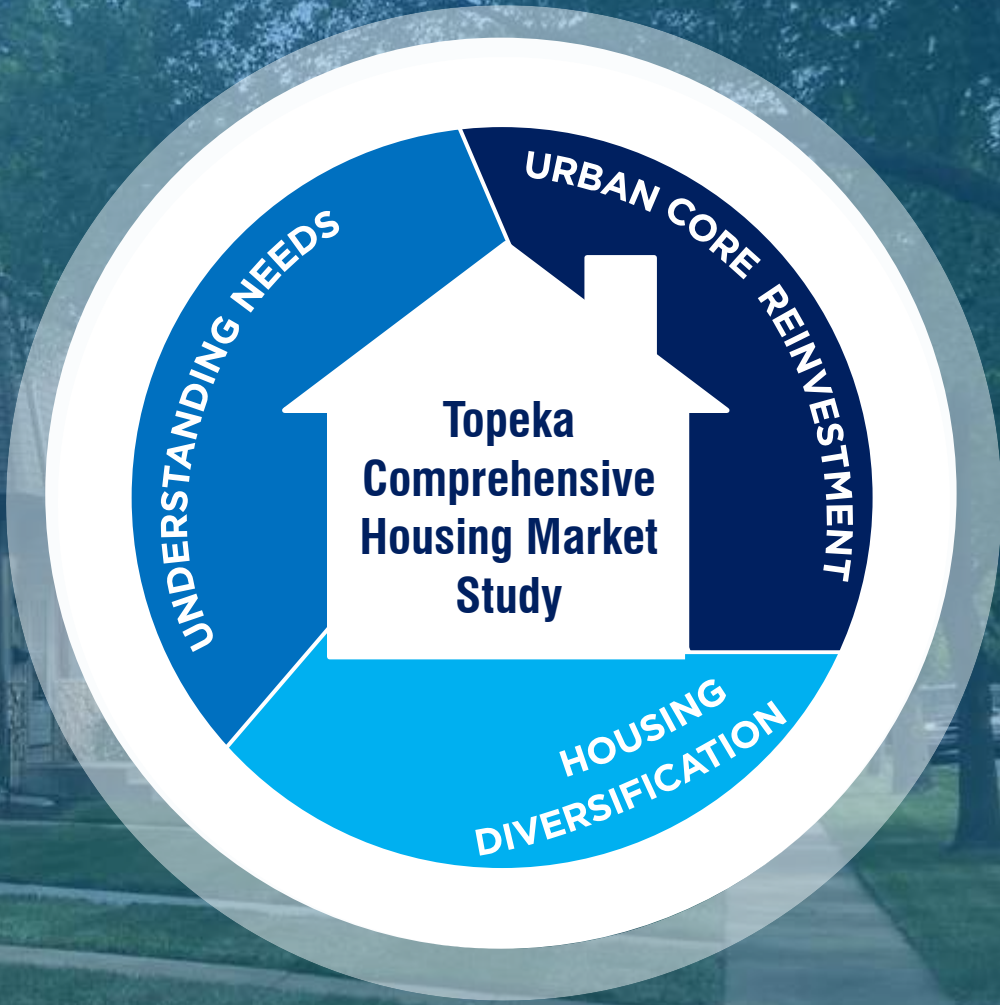 UNDERSTANDING NEEDS
URBAN CORE REINVESTMENT
Topeka
Comprehensive
Housing Market
Study
HOUSING
DIVERSIFICATION